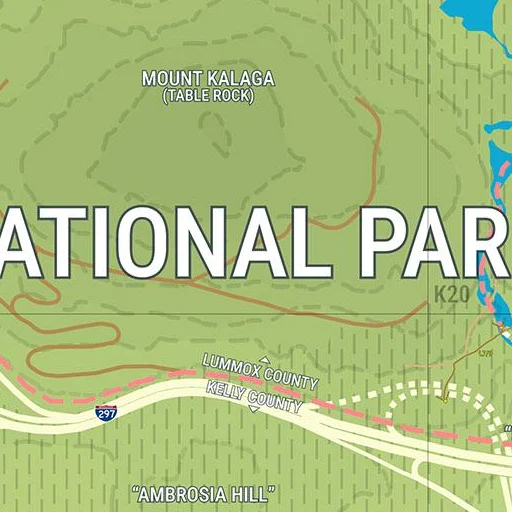 MOUNT KALAGA
(TABLE ROCK)
ATIONAL PAR
K20
LUMMOX COUNTY
KELLY COUNTY
297
"AMBROSIA HILL"